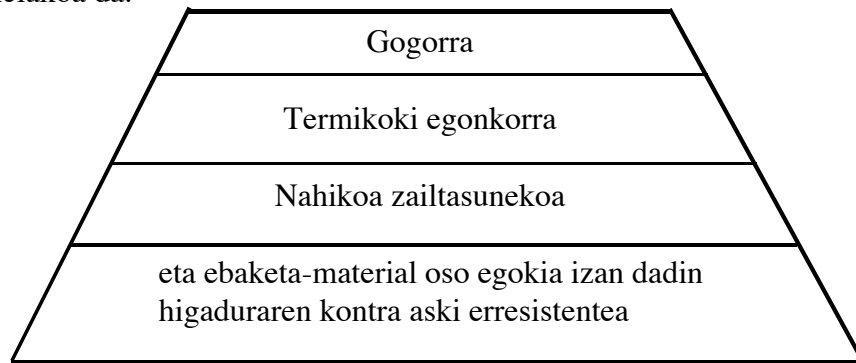 Gogorra
Termikoki egonkorra
Nahikoa zailtasunekoa
eta ebaketa-material oso egokia izan dadin
higaduraren kontra aski erresistentea